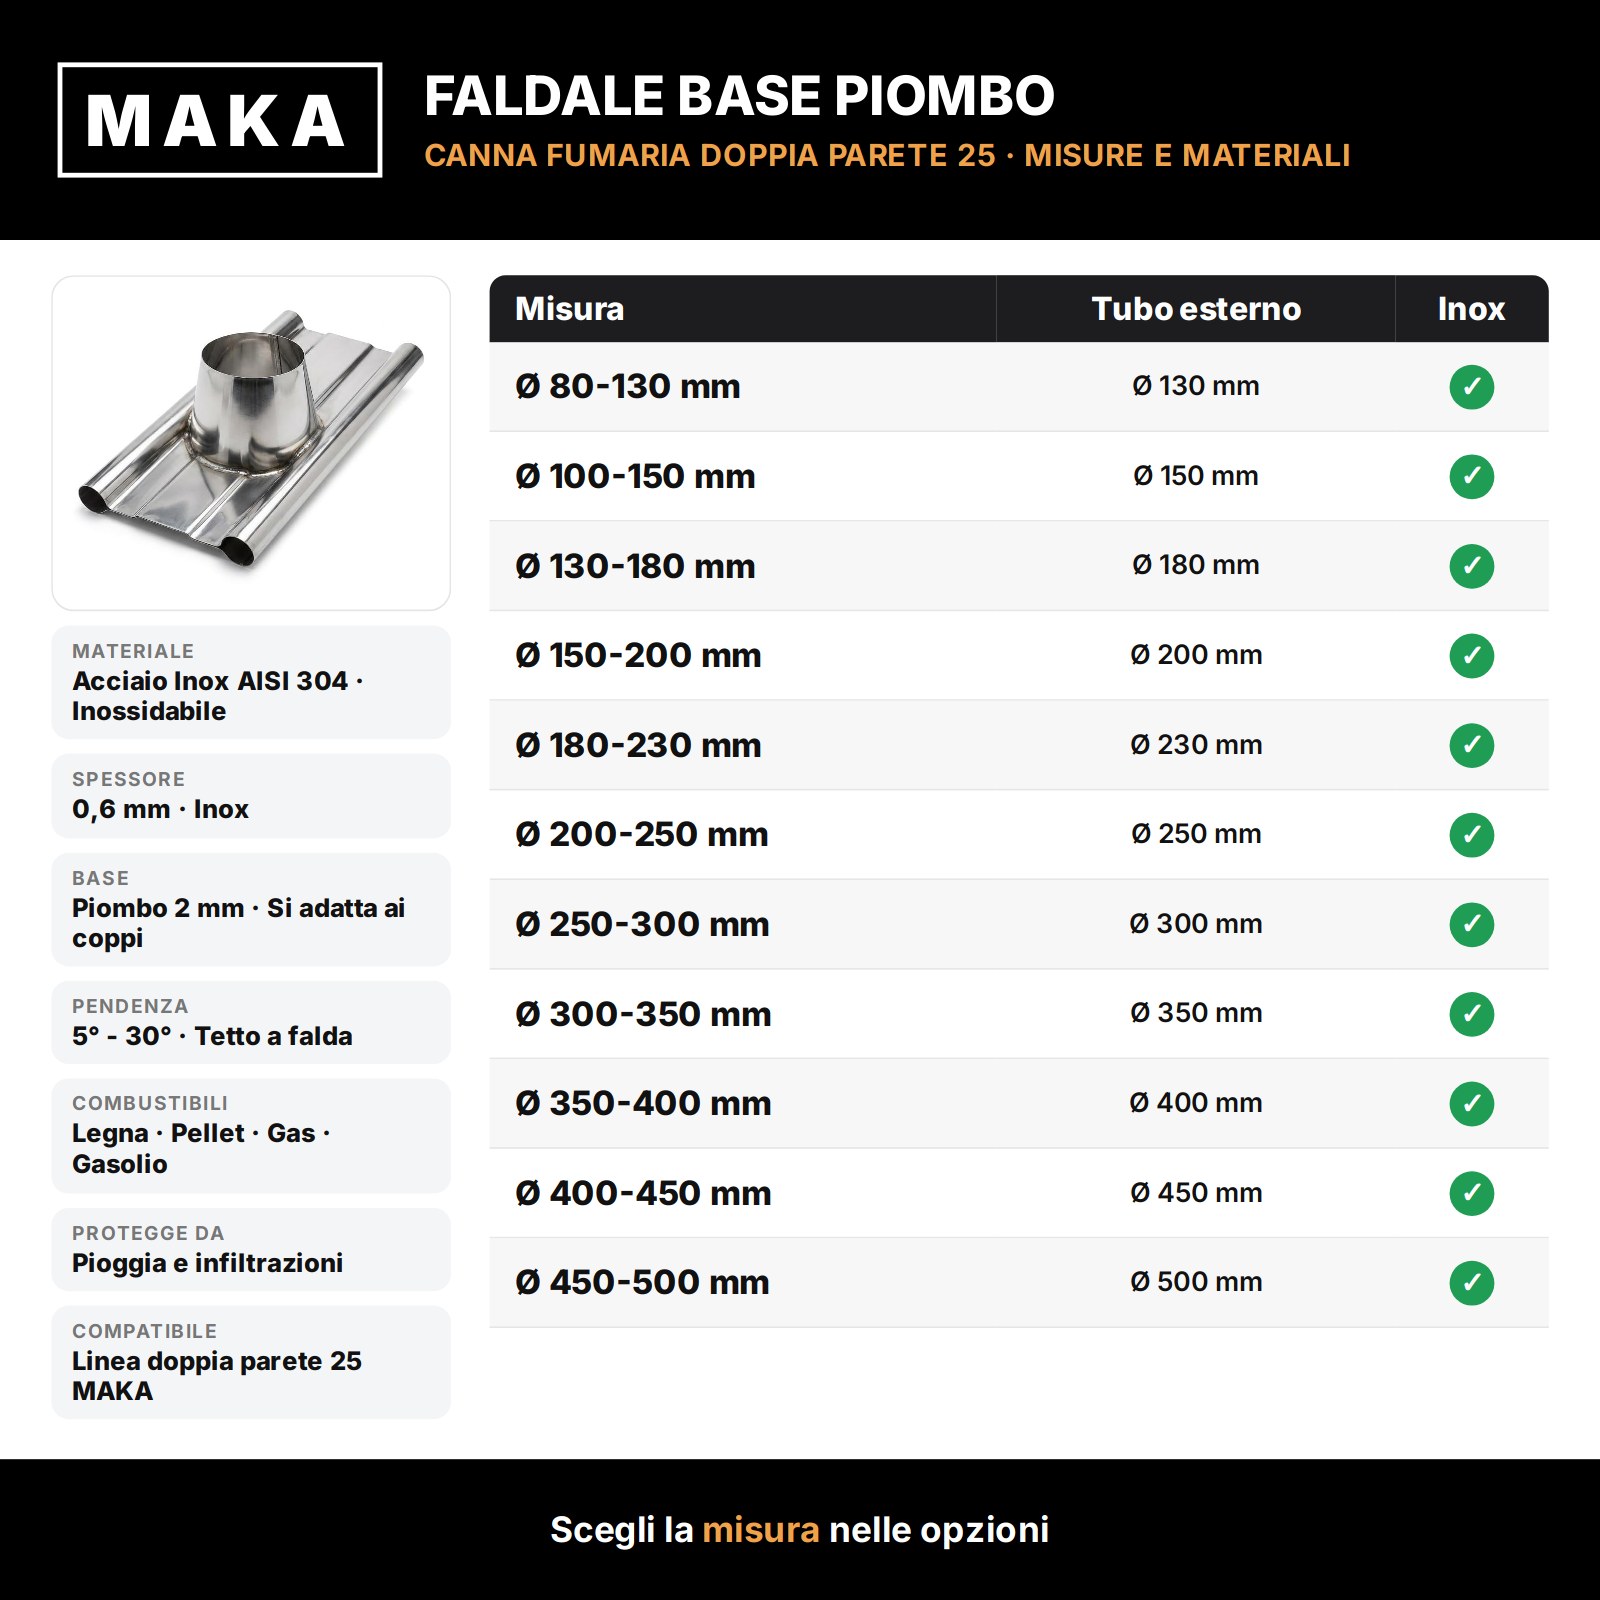 MAKA
FALDALE BASE PIOMBO
CANNA FUMARIA DOPPIA PARETE 25 · MISURE E MATERIALI
MATERIALE
Acciaio Inox AISI 304 ·
Inossidabile
SPESSORE
0,6 mm · Inox
BASE
Piombo 2 mm · Si adatta ai
coppi
PENDENZA
5° - 30° · Tetto a falda
COMBUSTIBILI
Legna · Pellet · Gas ·
Gasolio
PROTEGGE DA
Pioggia e infiltrazioni
COMPATIBILE
Linea doppia parete 25
MAKA
Misura Tubo esterno Inox
Ø 80-130 mm Ø 130 mm ✓
Ø 100-150 mm Ø 150 mm ✓
Ø 130-180 mm Ø 180 mm ✓
Ø 150-200 mm Ø 200 mm ✓
Ø 180-230 mm Ø 230 mm ✓
Ø 200-250 mm Ø 250 mm ✓
Ø 250-300 mm Ø 300 mm ✓
Ø 300-350 mm Ø 350 mm ✓
Ø 350-400 mm Ø 400 mm ✓
Ø 400-450 mm Ø 450 mm ✓
Ø 450-500 mm Ø 500 mm ✓
Scegli la misura nelle opzioni